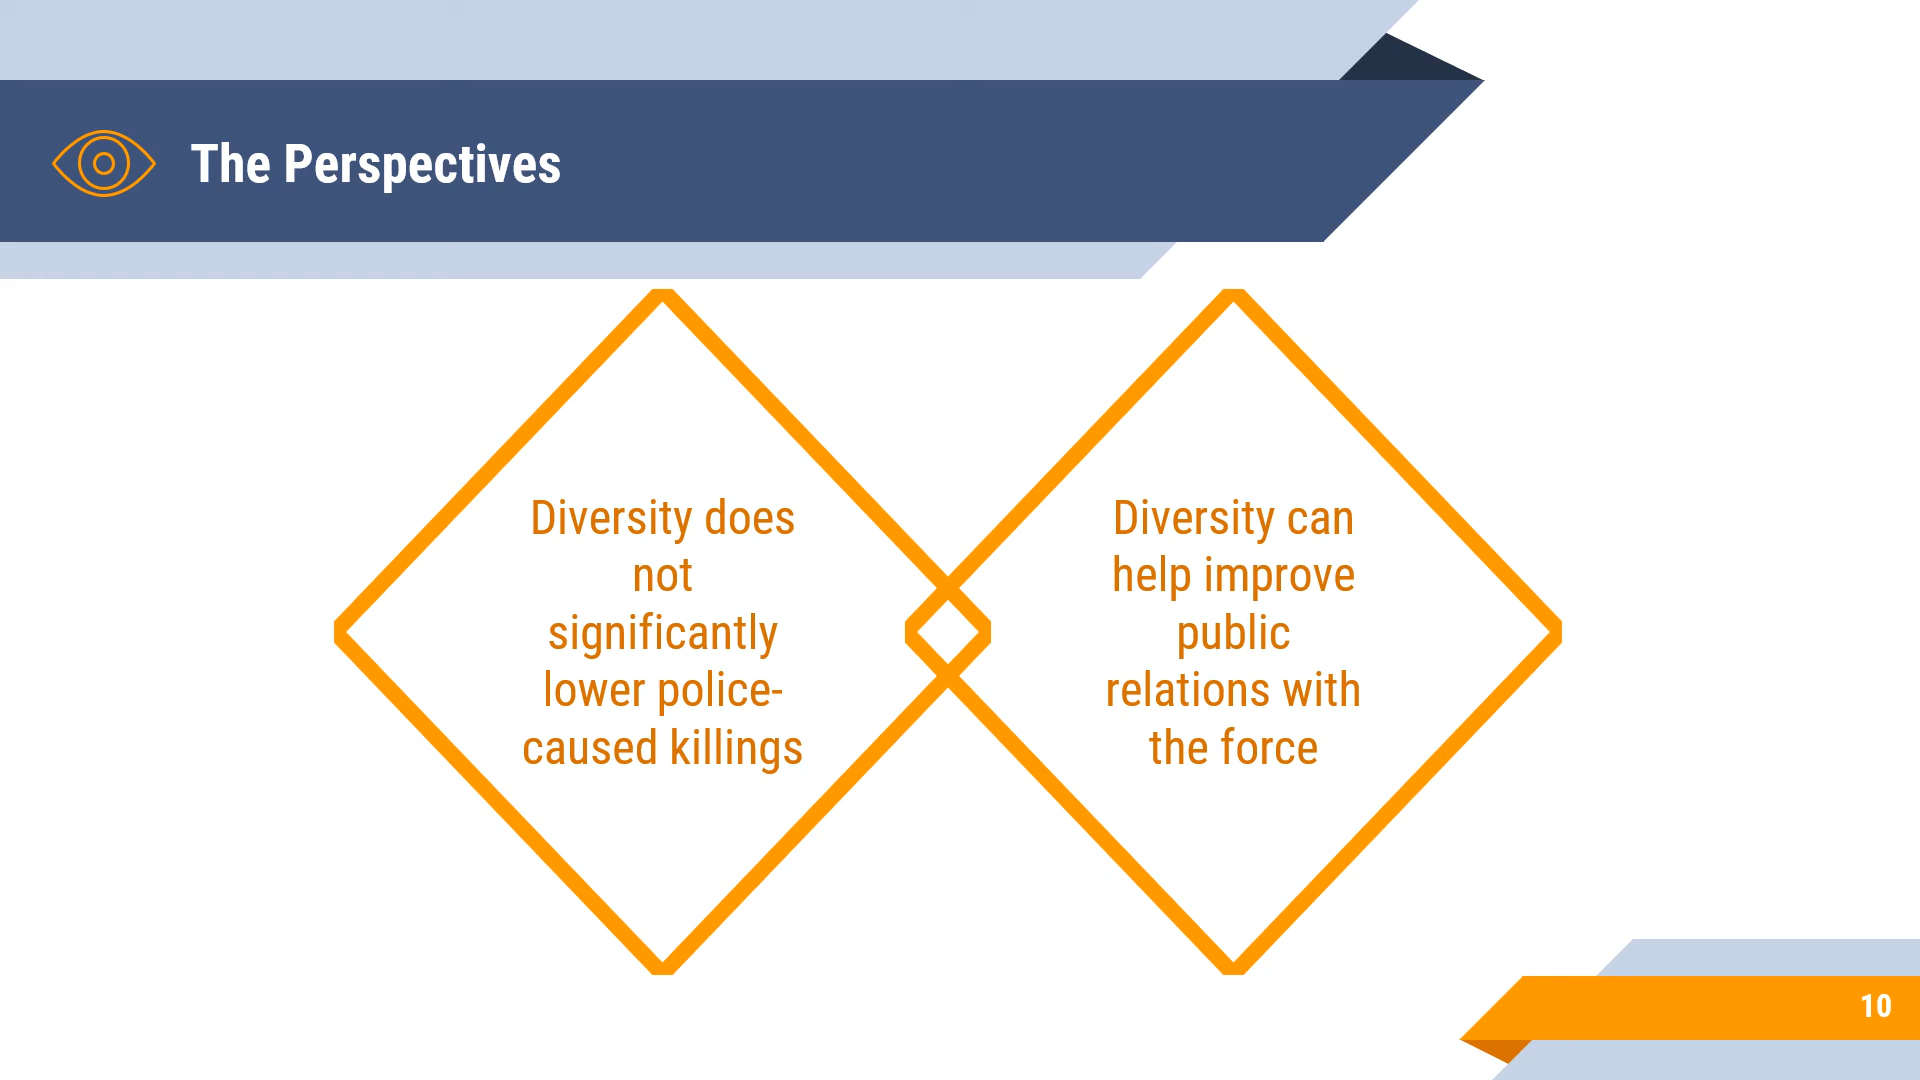 The Perspectives
Diversity does
not
significantly
lower police-
caused killings
Diversity can
help improve
public
relations with
the force
10